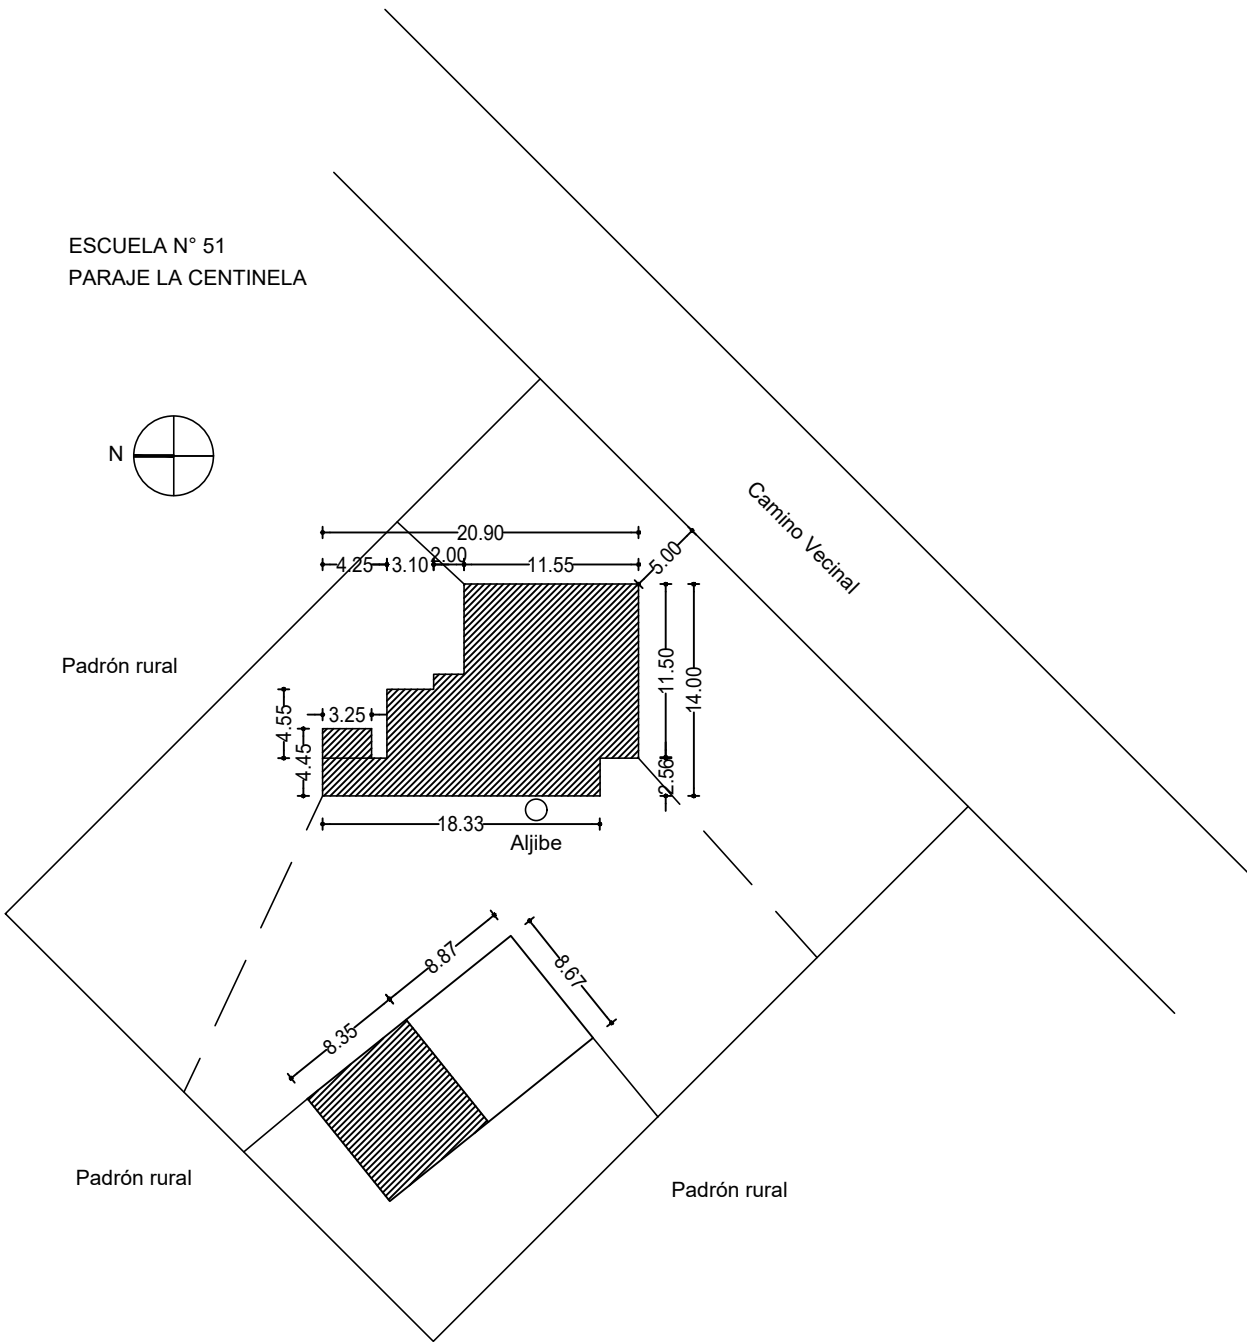 ESCUELA N° 51
PARAJE LA CENTINELA
N
Camino Vecinal
20.90
2.00
4.25
3.10
11.55
5.00
Padrón rural
11.50
14.00
4.55
3.25
4.45
2.50
18.33
Aljibe
8.87
8.67
8.35
Padrón rural
Padrón rural